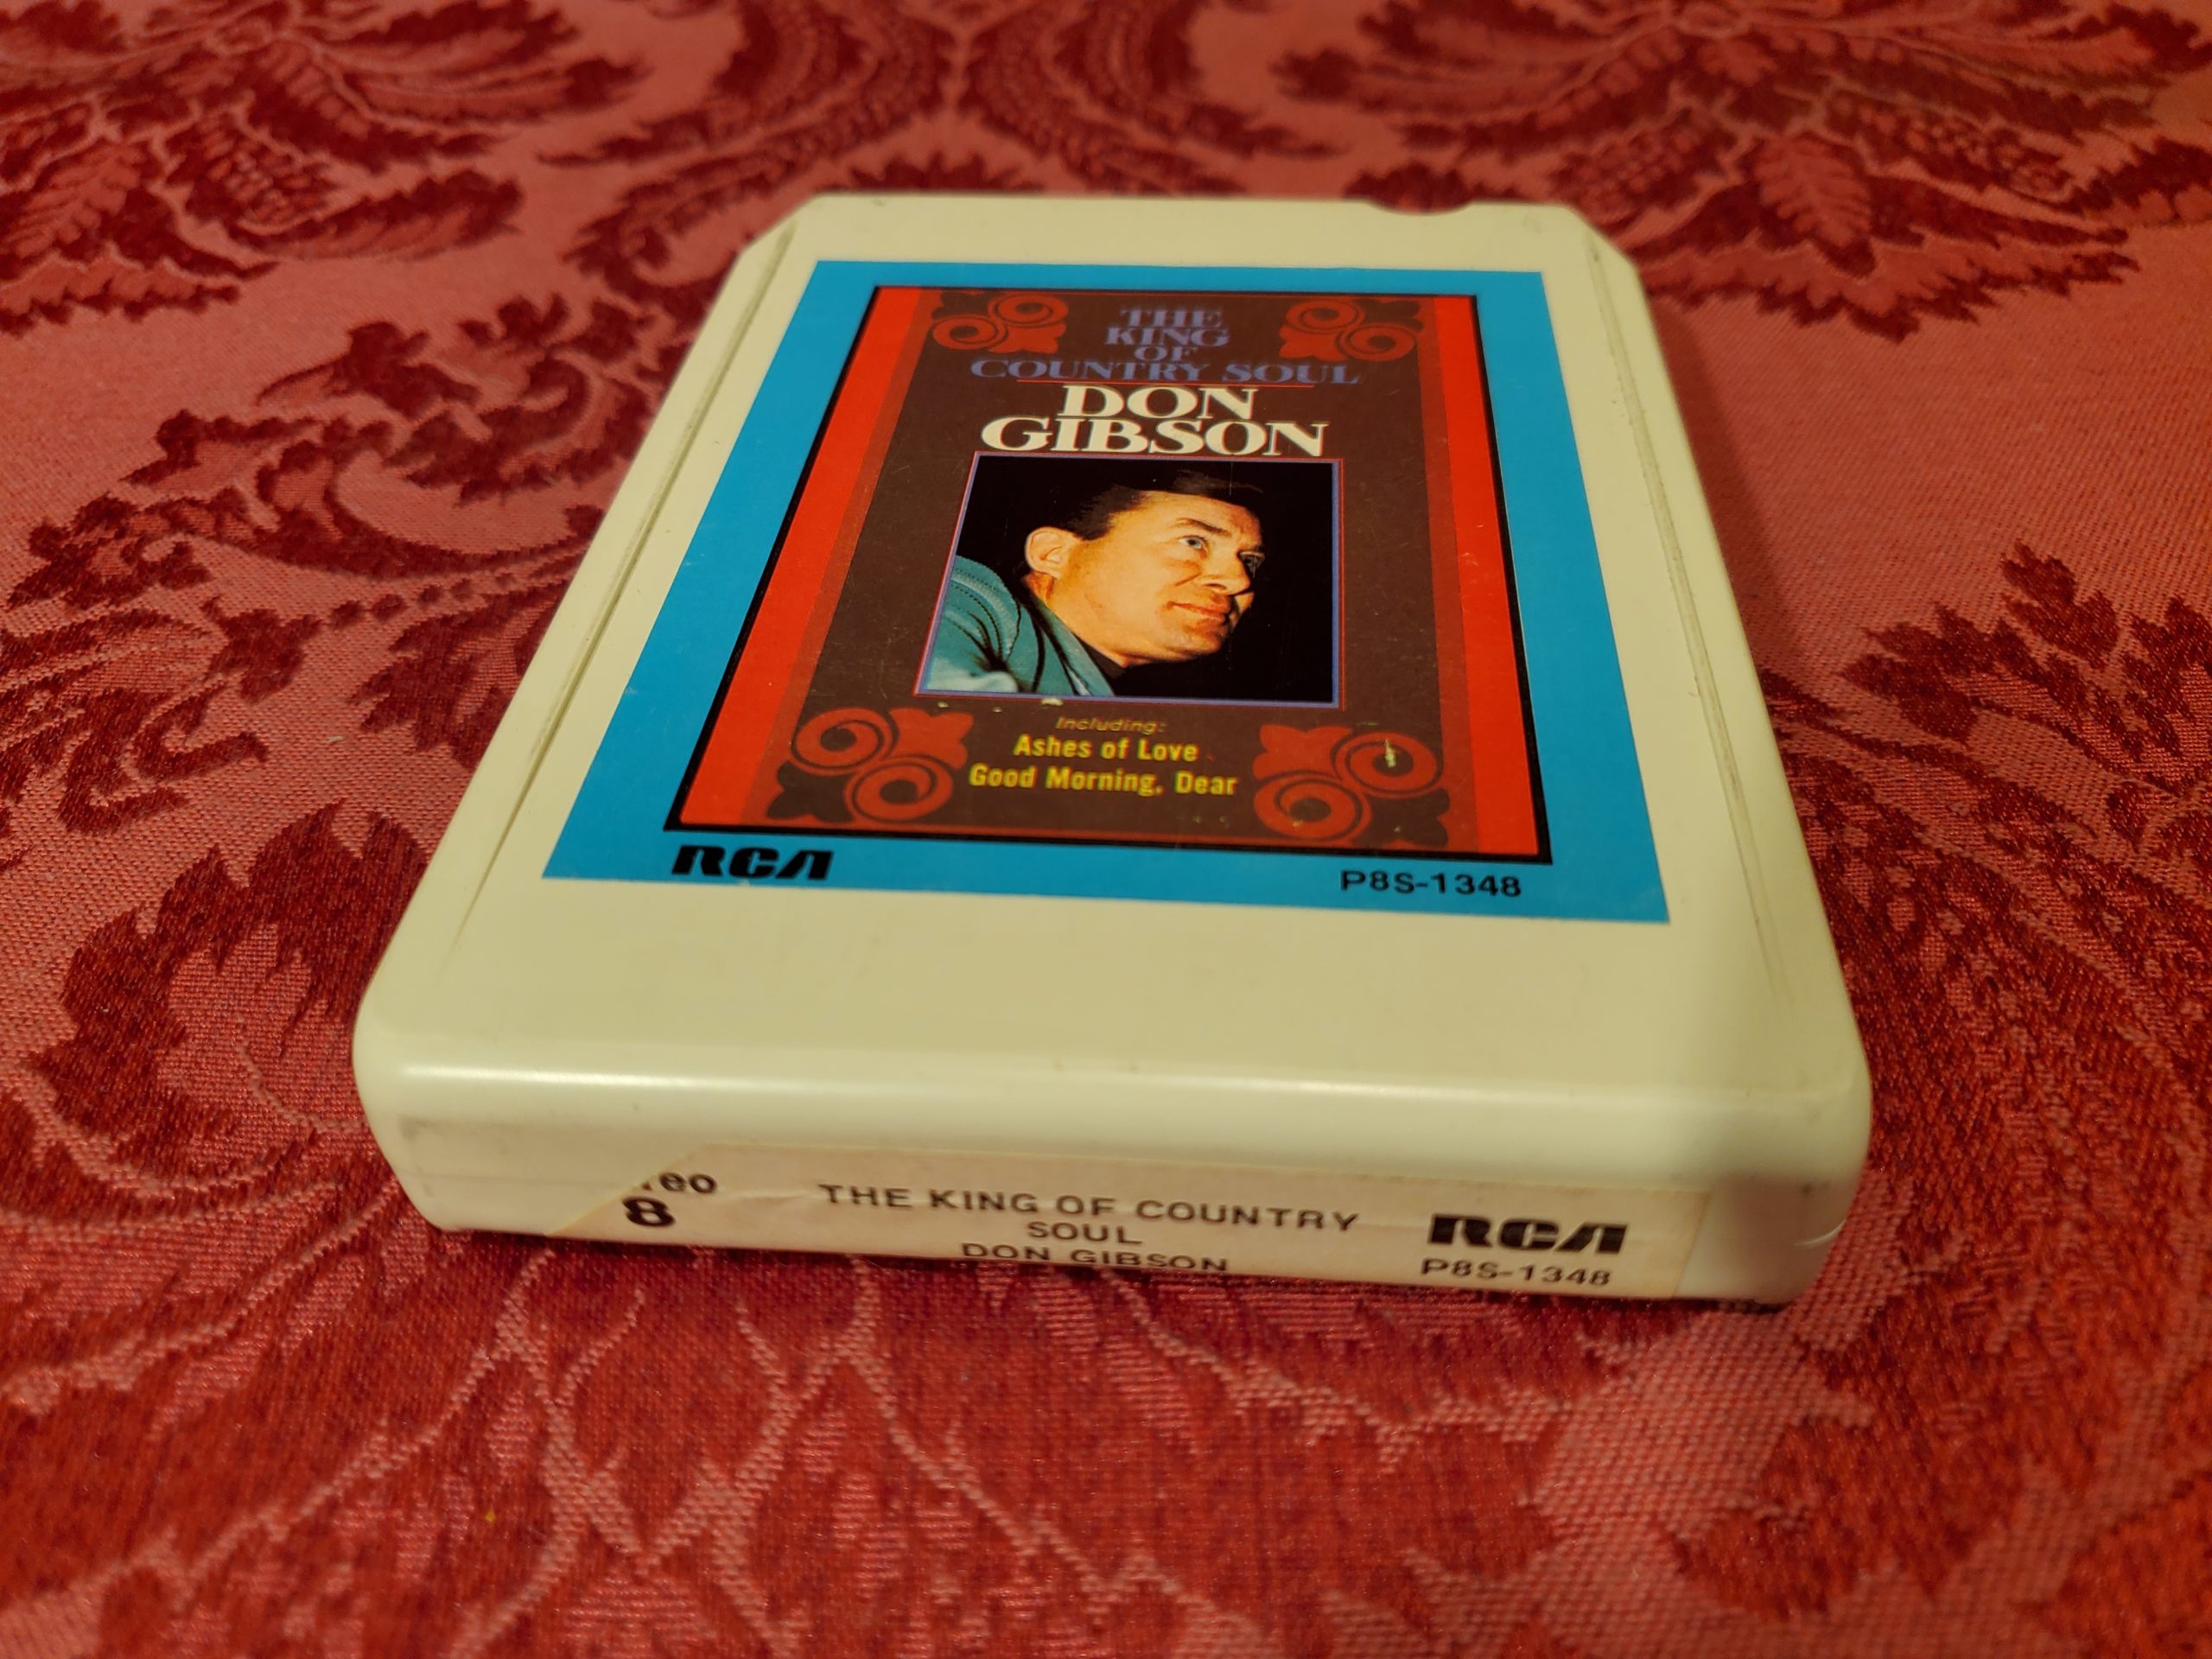 THE
KING
OF
COUNTRY SOUL
DON
GIBSON
Including:
Ashes of Love
Good Morning, Dear
RCA
P8S-1348
reo
8
THE KING OF COUNTRY
SOUL
DON GIBSON
RCA
P8S-1348